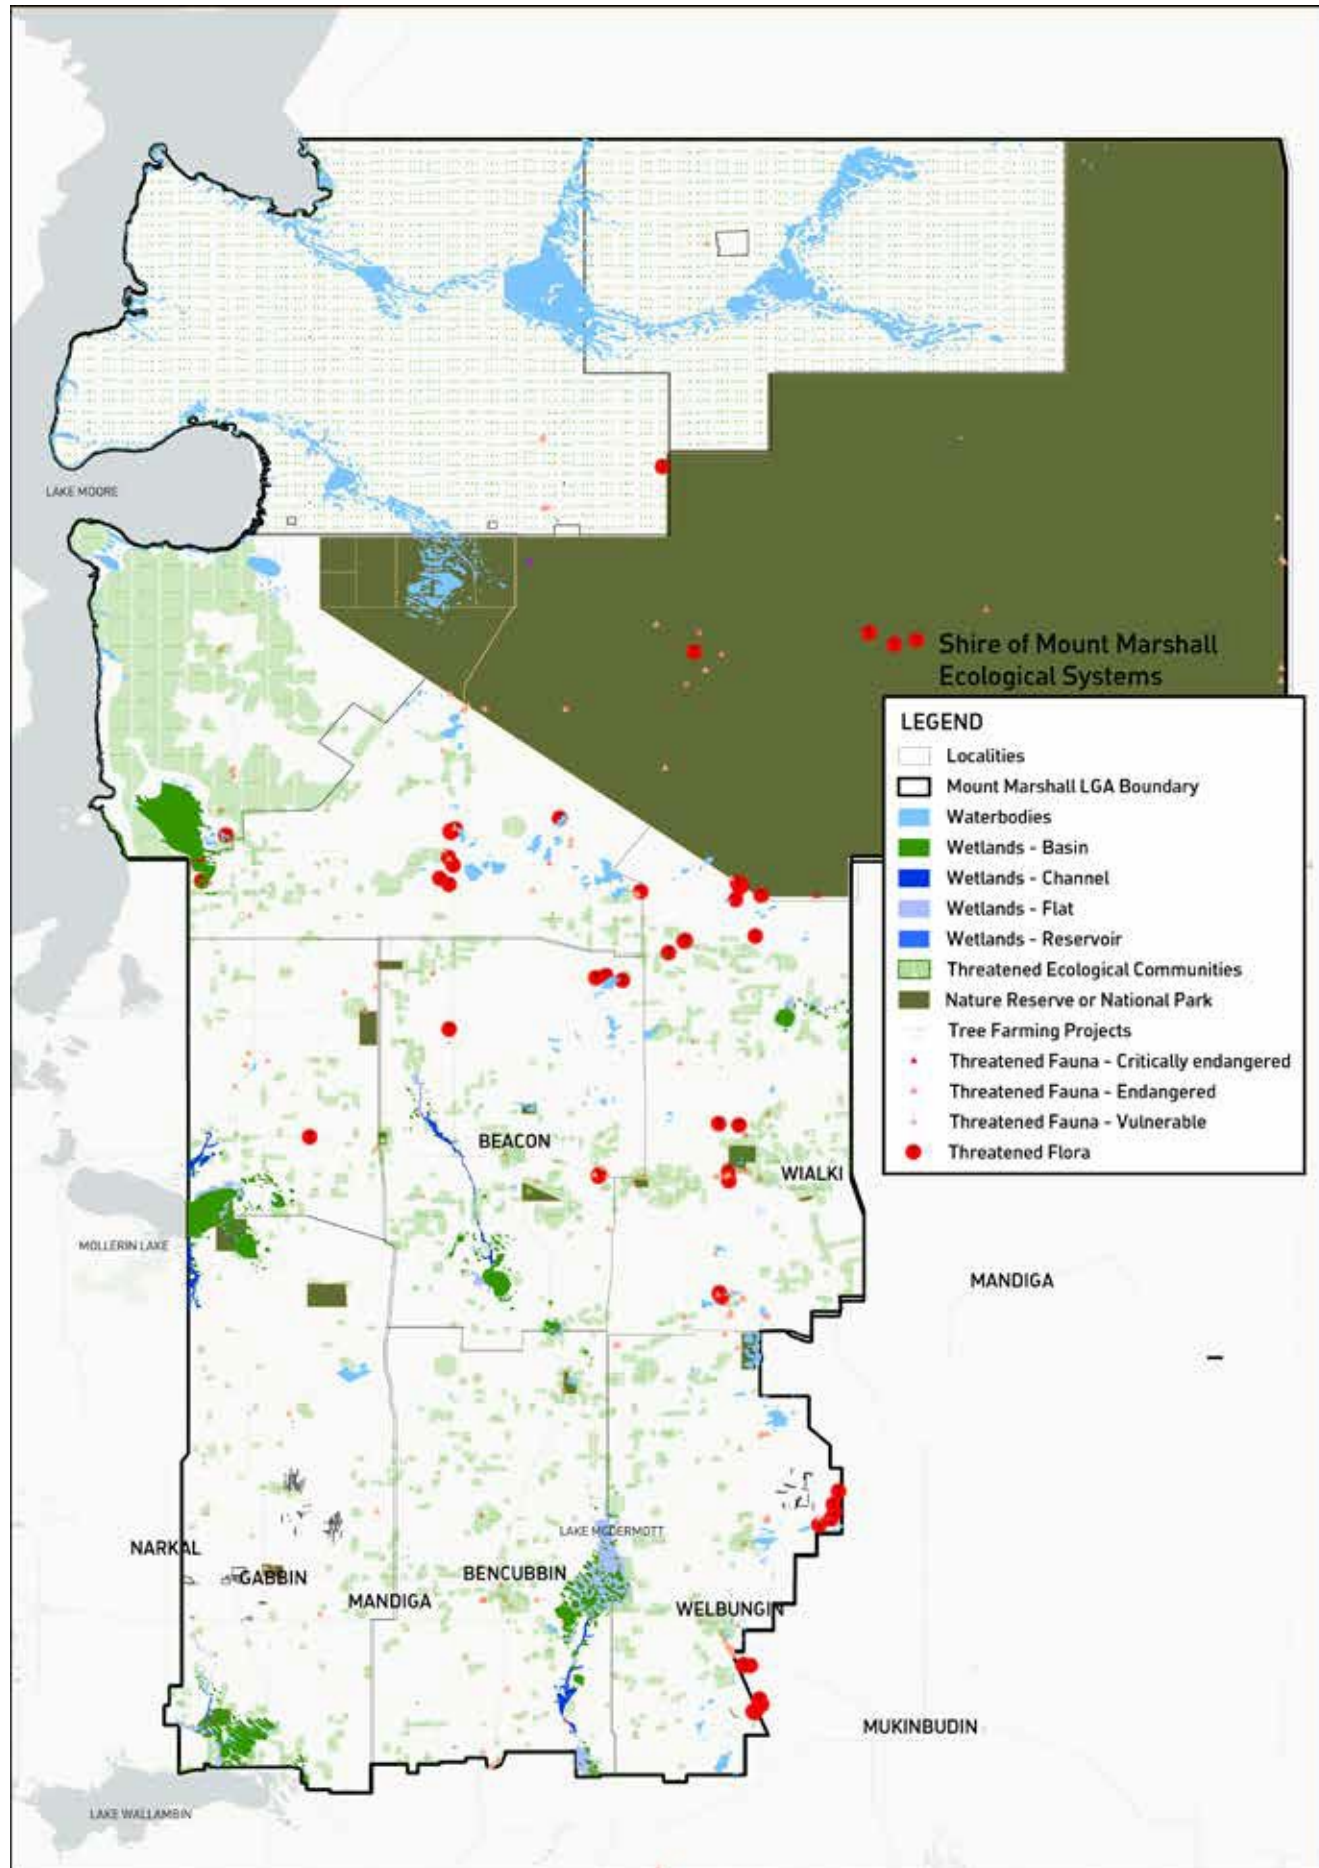 LAKE MOORE
Shire of Mount Marshall
Ecological Systems
LEGEND
Localities
Mount Marshall LGA Boundary
Waterbodies
Wetlands - Basin
Wetlands - Channel
Wetlands - Flat
Wetlands - Reservoir
Threatened Ecological Communities
Nature Reserve or National Park
Tree Farming Projects
Threatened Fauna - Critically endangered
Threatened Fauna - Endangered
Threatened Fauna - Vulnerable
Threatened Flora
BEACON
WIALKI
MOLLERIN LAKE
MANDIGA
LAKE MCDERMOTT
NARKAL
GABBIN
BENCUBBIN
MANDIGA
WELBUNGIN
MUKINBUDIN
LAKE WALLAMBIN